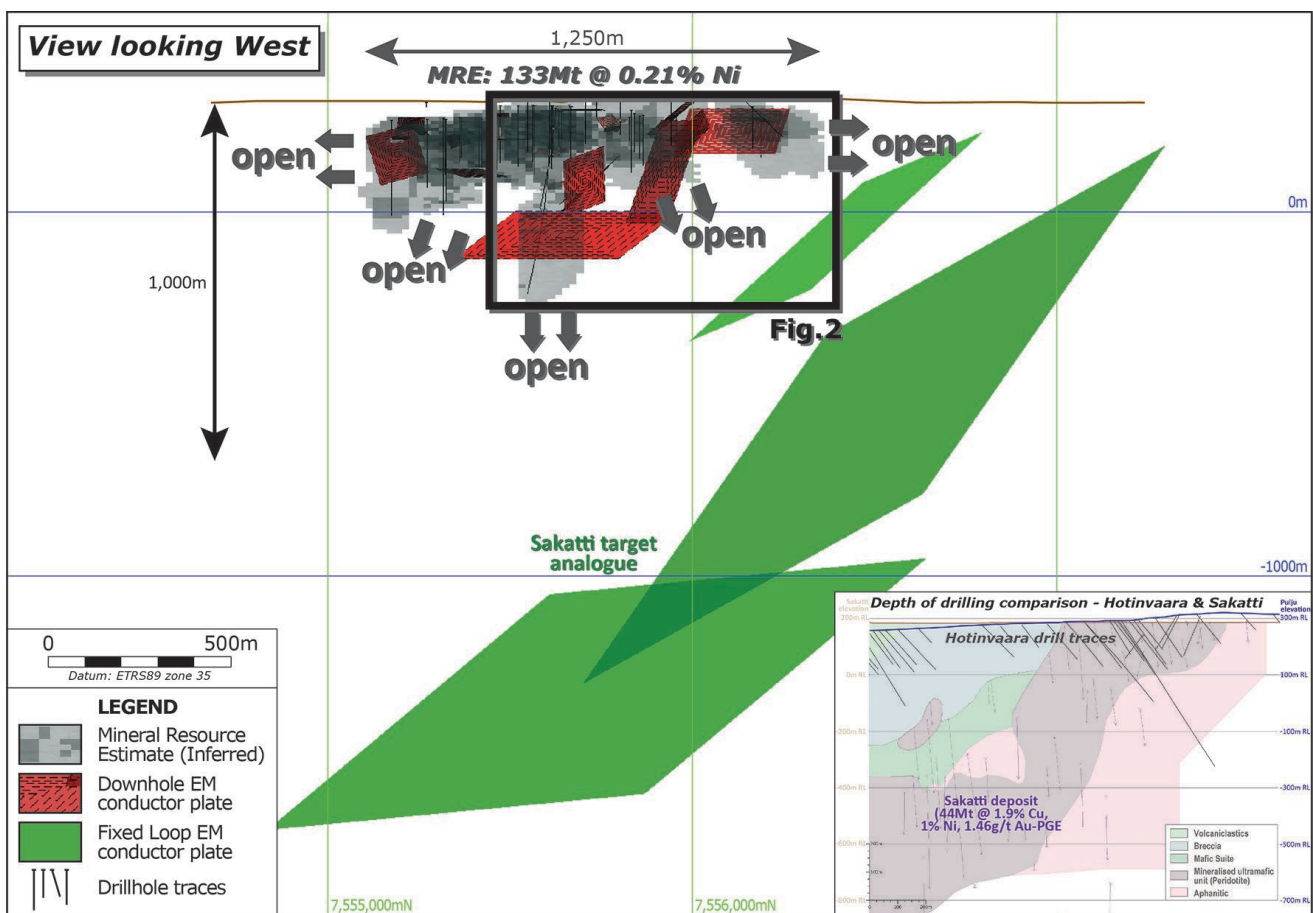 View looking West
1,250m
MRE: 133Mt @ 0.21% Ni
open
open
open
open
open
0m
1,000m
Fig.2
Sakatti target
analogue
-1000m
0
500m
Datum: ETRS89 zone 35
LEGEND
Mineral Resource
Estimate (Inferred)
Downhole EM
conductor plate
Fixed Loop EM
conductor plate
Drillhole traces
7,555,000mN
7,556,000mN
Depth of drilling comparison - Hotinvaara & Sakatti
Sakatti
elevation
200m RL
Pulju
elevation
300m RL
Hotinvaara drill traces
0m RL
100m RL
-200m RL
-100m RL
-400m RL
-300m RL
Sakatti deposit
(44Mt @ 1.9% Cu,
1% Ni, 1.46g/t Au-PGE
-600m RL
-500m RL
-800m RL
-700m RL
Volcaniclastics
Breccia
Mafic Suite
Mineralised ultramafic
unit (Peridotite)
Aphanitic